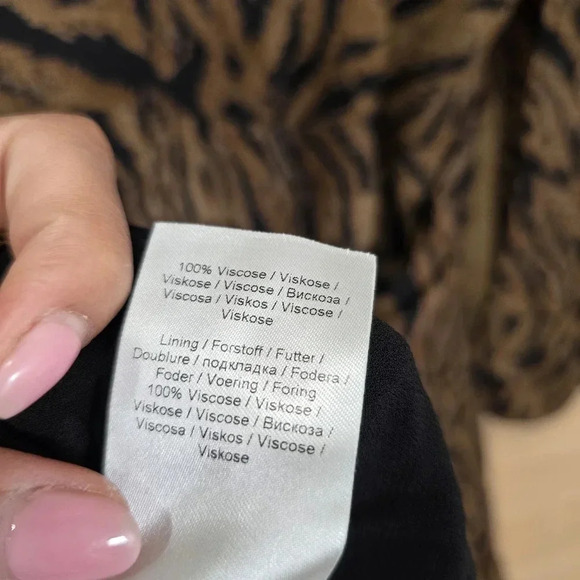 100% Viscose / Viskose /
Viskose / Viscose / Вискоза /
Viscosa / Viskos / Viscose /
Viskose
Lining / Forstoff / Futter /
Doublure / подкладка / Fodera /
Foder / Voering / Foring
100% Viscose / Viskose /
Viskose / Viscose / Вискоза /
Viscosa / Viskos / Viscose /
Viskose